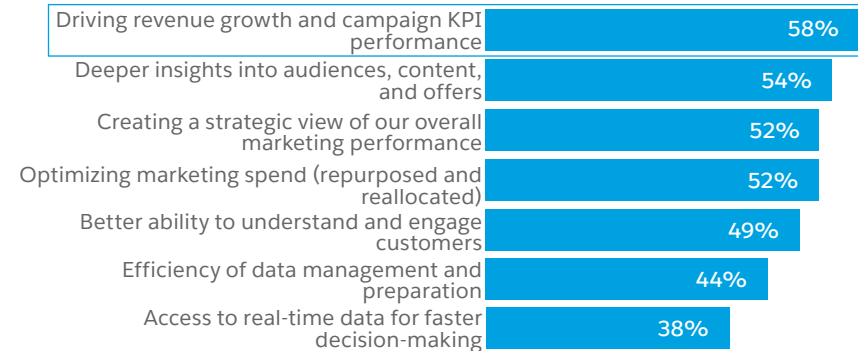 Driving revenue growth and campaign KPI
performance
58%
Deeper insights into audiences, content,
and offers
54%
Creating a strategic view of our overall
marketing performance
52%
Optimizing marketing spend (repurposed and
reallocated)
52%
Better ability to understand and engage
customers
49%
Efficiency of data management and
preparation
44%
Access to real-time data for faster
decision-making
38%